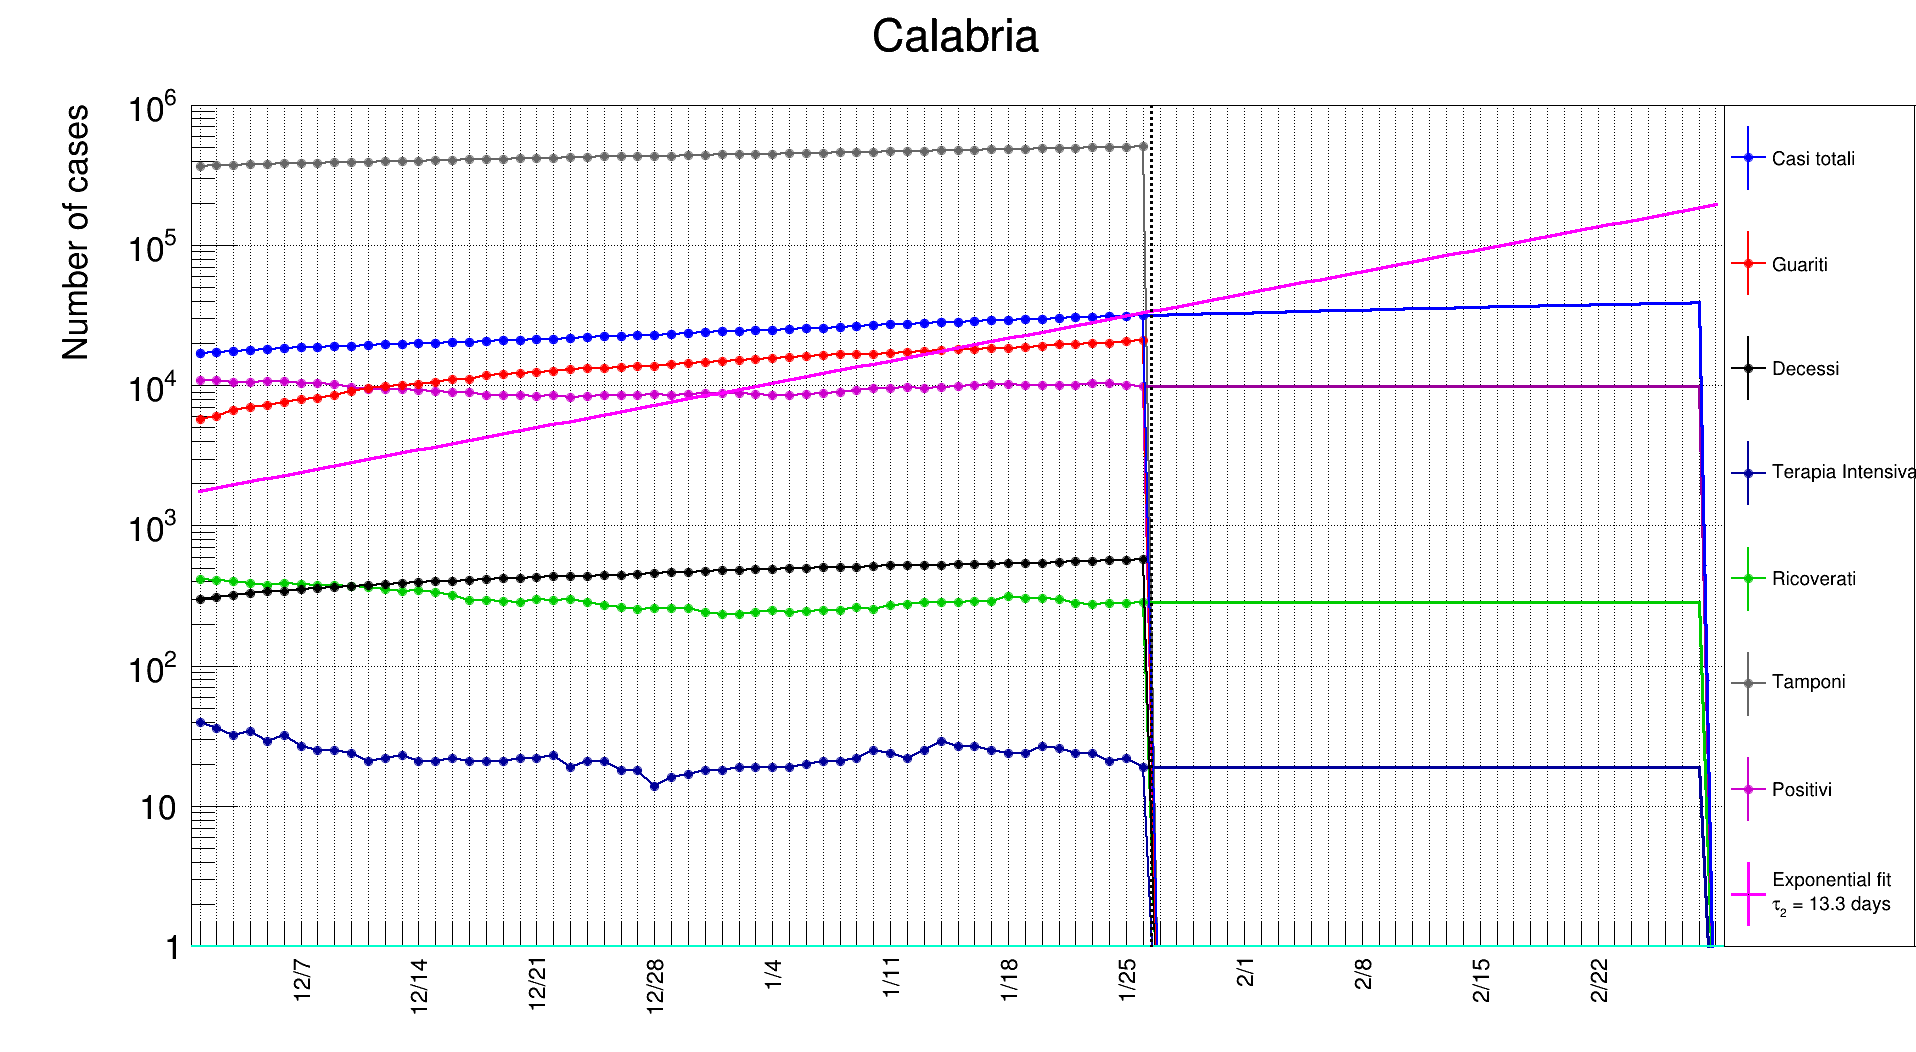 Calabria
Number of cases
10^6
10^5
10^4
10^3
10^2
10
1
12/7
12/14
12/21
12/28
1/4
1/11
1/18
1/25
2/1
2/8
2/15
2/22
Casi totali
Guariti
Decessi
Terapia Intensiva
Ricoverati
Tamponi
Positivi
Exponential fit
τ_2 = 13.3 days